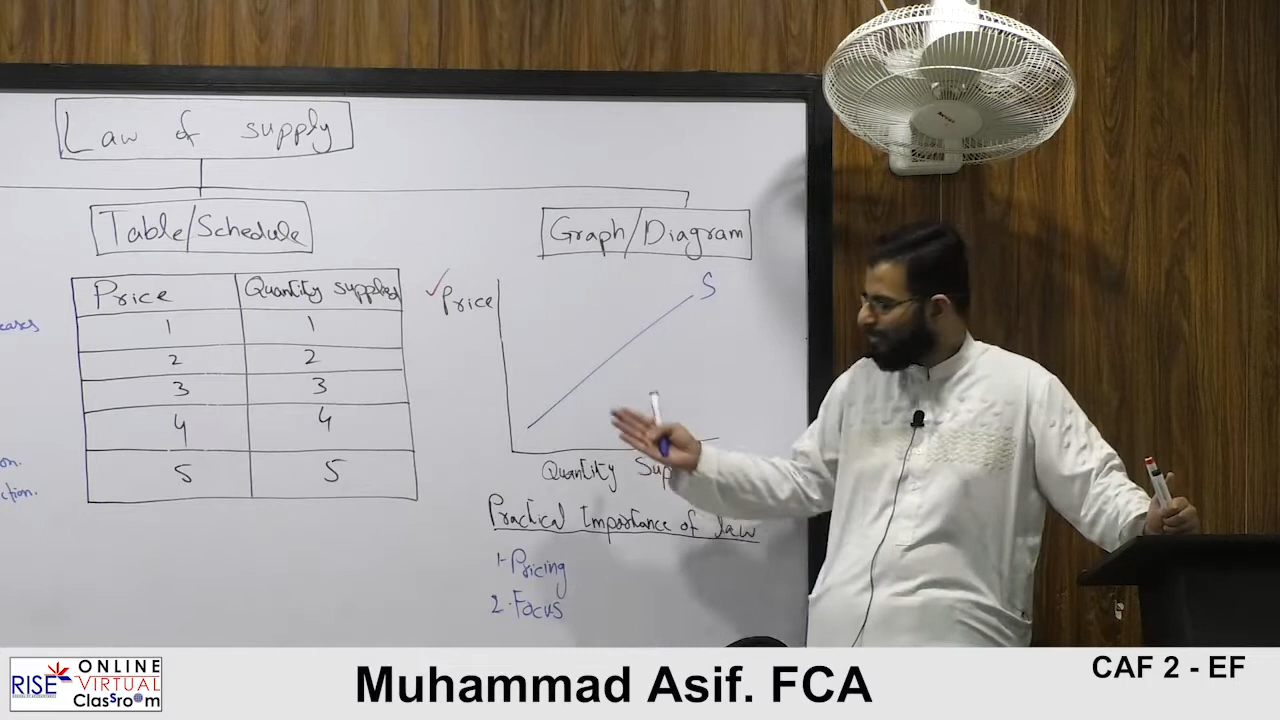 Law of supply
Table/Schedule
Graph/Diagram
Price
Quantity supplied
1 1
2 2
3 3
4 4
5 5
Price
S
Quantity
Practical Importance of law
1- Pricing
2. Focus
RISE
ONLINE
VIRTUAL
Classroom
Muhammad Asif. FCA
CAF 2 - EF